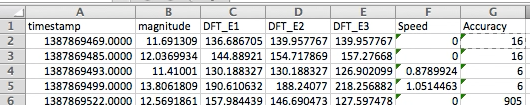 A B C D E F G
1 timestamp magnitude DFT_E1 DFT_E2 DFT_E3 Speed Accuracy
2 1387869469.0000 11.691309 136.686705 139.957767 139.957767 0 16
3 1387869485.0000 12.0369934 144.88921 154.717869 157.27668 0 16
4 1387869493.0000 11.41001 130.188327 130.188327 126.902099 0.8789924 6
5 1387869499.0000 13.8061809 190.610632 188.24077 218.256882 1.0514463 6
6 1387869522.0000 12.5691861 157.984439 146.690473 127.597478 0 905